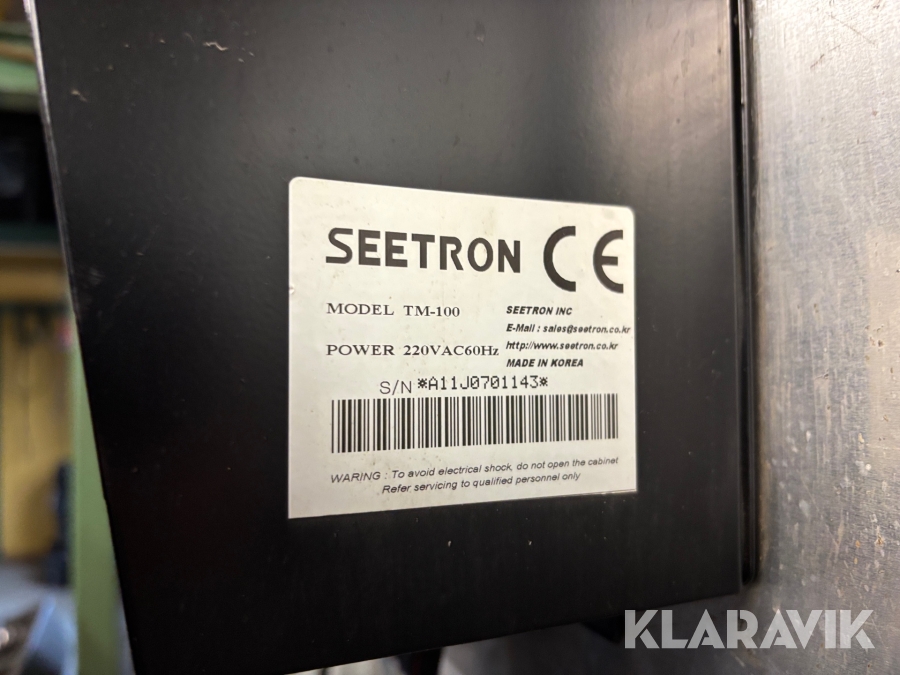 SEETRON CE
MODEL TM-100
POWER 220VAC60Hz
SEETRON INC
E-Mail : sales@seetron.co.kr
http://www.seetron.co.kr
MADE IN KOREA
S/N *A11J0701143*
WARING : To avoid electrical shock, do not open the cabinet
Refer servicing to qualified personnel only
KLARAVIK